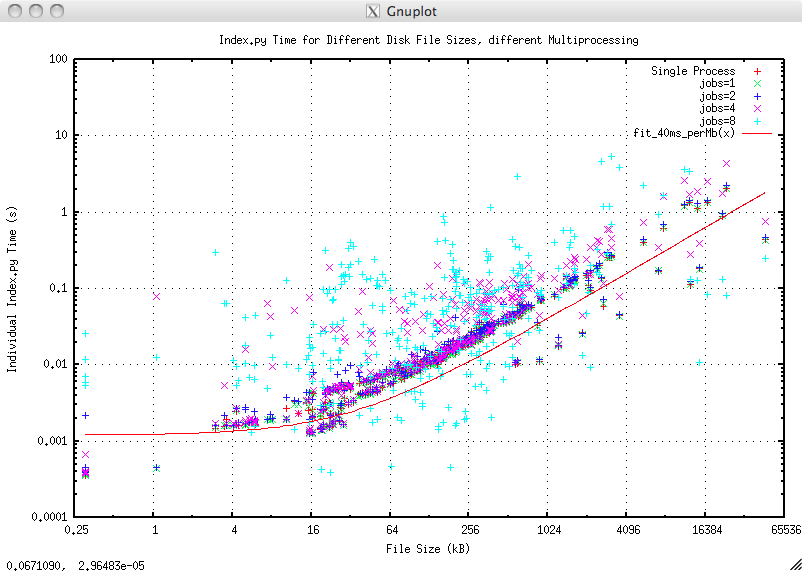 Gnuplot
Index.py Time for Different Disk File Sizes, different Multiprocessing
Single Process
jobs=1
jobs=2
jobs=4
jobs=8
fit_40ms_perMb(x)
100
10
1
0.1
0.01
0.001
0.0001
Individual Index.py Time (s)
0.25 1 4 16 64 256 1024 4096 16384 65536
File Size (kB)
0.0671090, 2.96483e-05